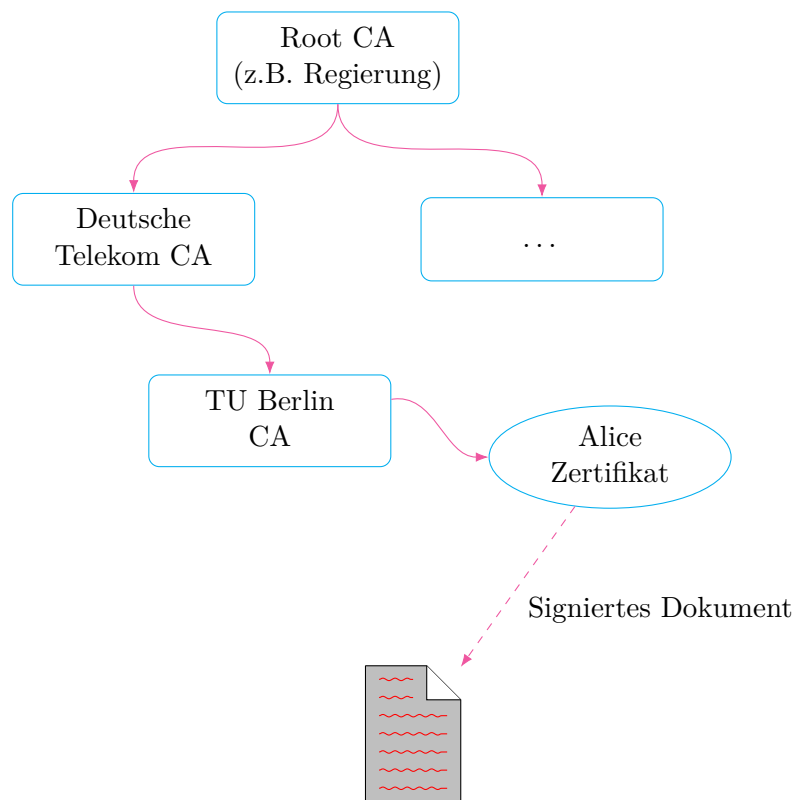 Root CA
(z.B. Regierung)
Deutsche
Telekom CA
...
TU Berlin
CA
Alice
Zertifikat
Signiertes Dokument